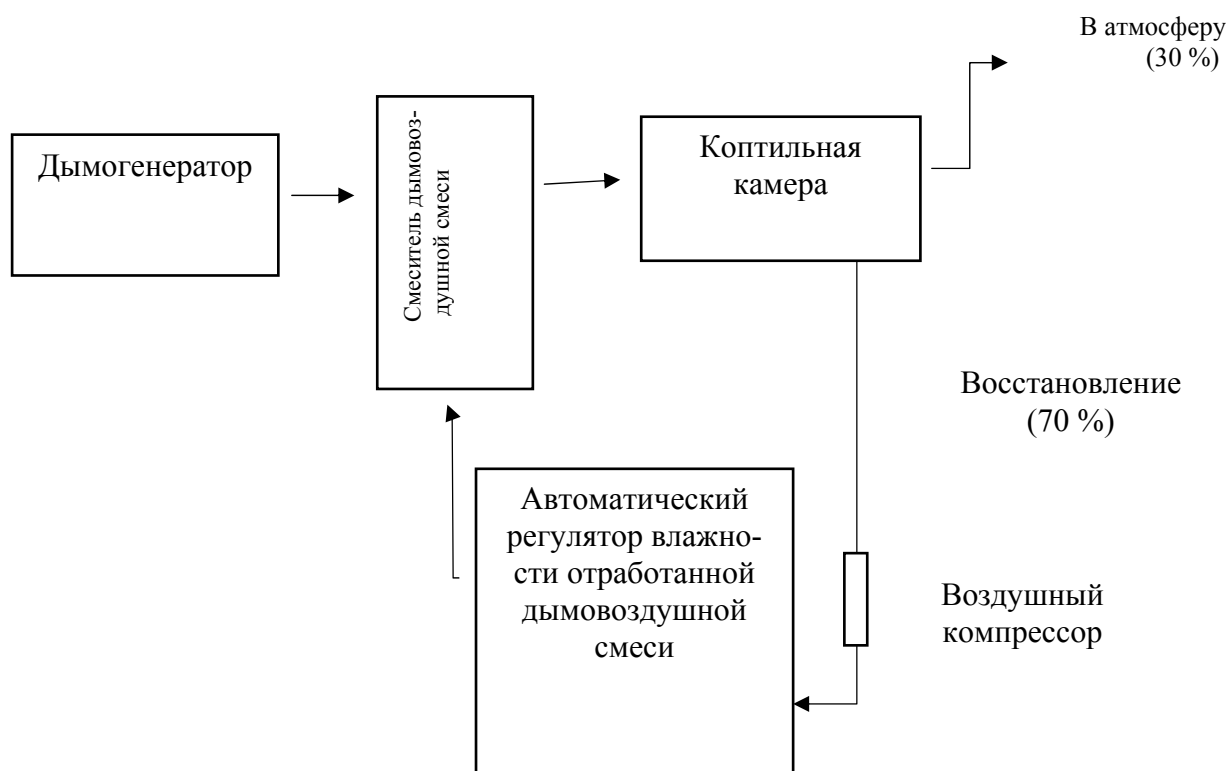 В атмосферу
(30 %)
Дымогенератор
Смеситель дымовоз-
душной смеси
Коптильная
камера
Восстановление
(70 %)
Автоматический
регулятор влажно-
сти отработанной
дымовоздушной
смеси
Воздушный
компрессор